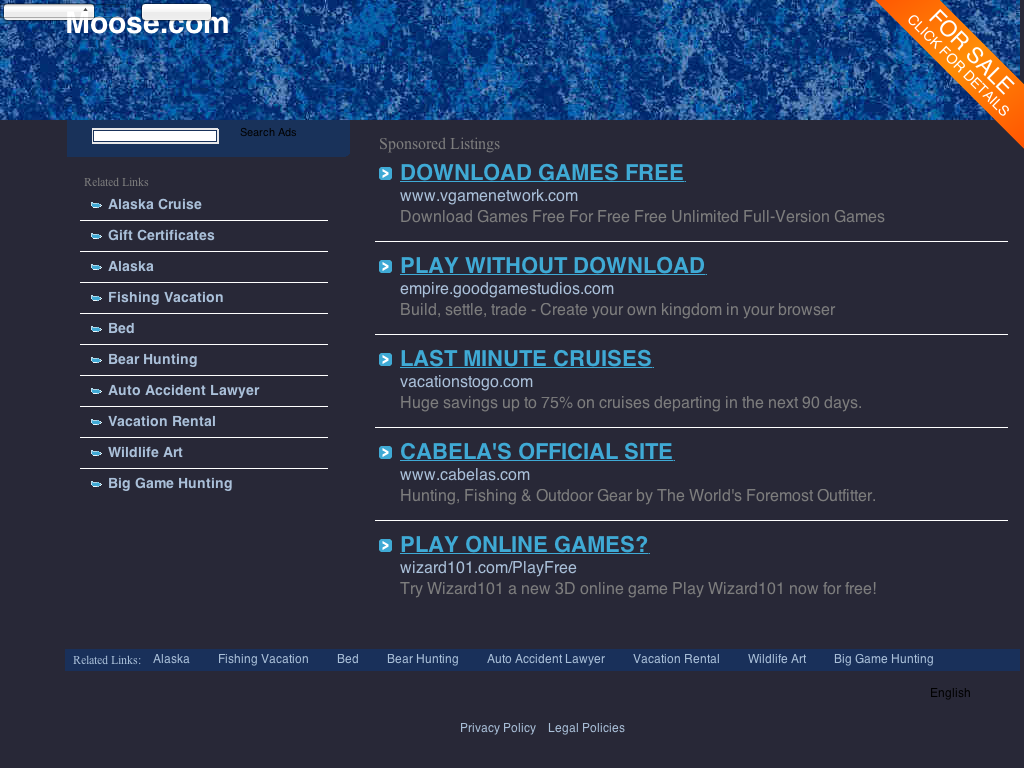 Moose.com
FOR SALE
CLICK FOR DETAILS
Search Ads
Related Links
Alaska Cruise
Gift Certificates
Alaska
Fishing Vacation
Bed
Bear Hunting
Auto Accident Lawyer
Vacation Rental
Wildlife Art
Big Game Hunting
Sponsored Listings
DOWNLOAD GAMES FREE
www.vgamenetwork.com
Download Games Free For Free Free Unlimited Full-Version Games
PLAY WITHOUT DOWNLOAD
empire.goodgamestudios.com
Build, settle, trade - Create your own kingdom in your browser
LAST MINUTE CRUISES
vacationstogo.com
Huge savings up to 75% on cruises departing in the next 90 days.
CABELA'S OFFICIAL SITE
www.cabelas.com
Hunting, Fishing & Outdoor Gear by The World's Foremost Outfitter.
PLAY ONLINE GAMES?
wizard101.com/PlayFree
Try Wizard101 a new 3D online game Play Wizard101 now for free!
Related Links: Alaska Fishing Vacation Bed Bear Hunting Auto Accident Lawyer Vacation Rental Wildlife Art Big Game Hunting
English
Privacy Policy Legal Policies